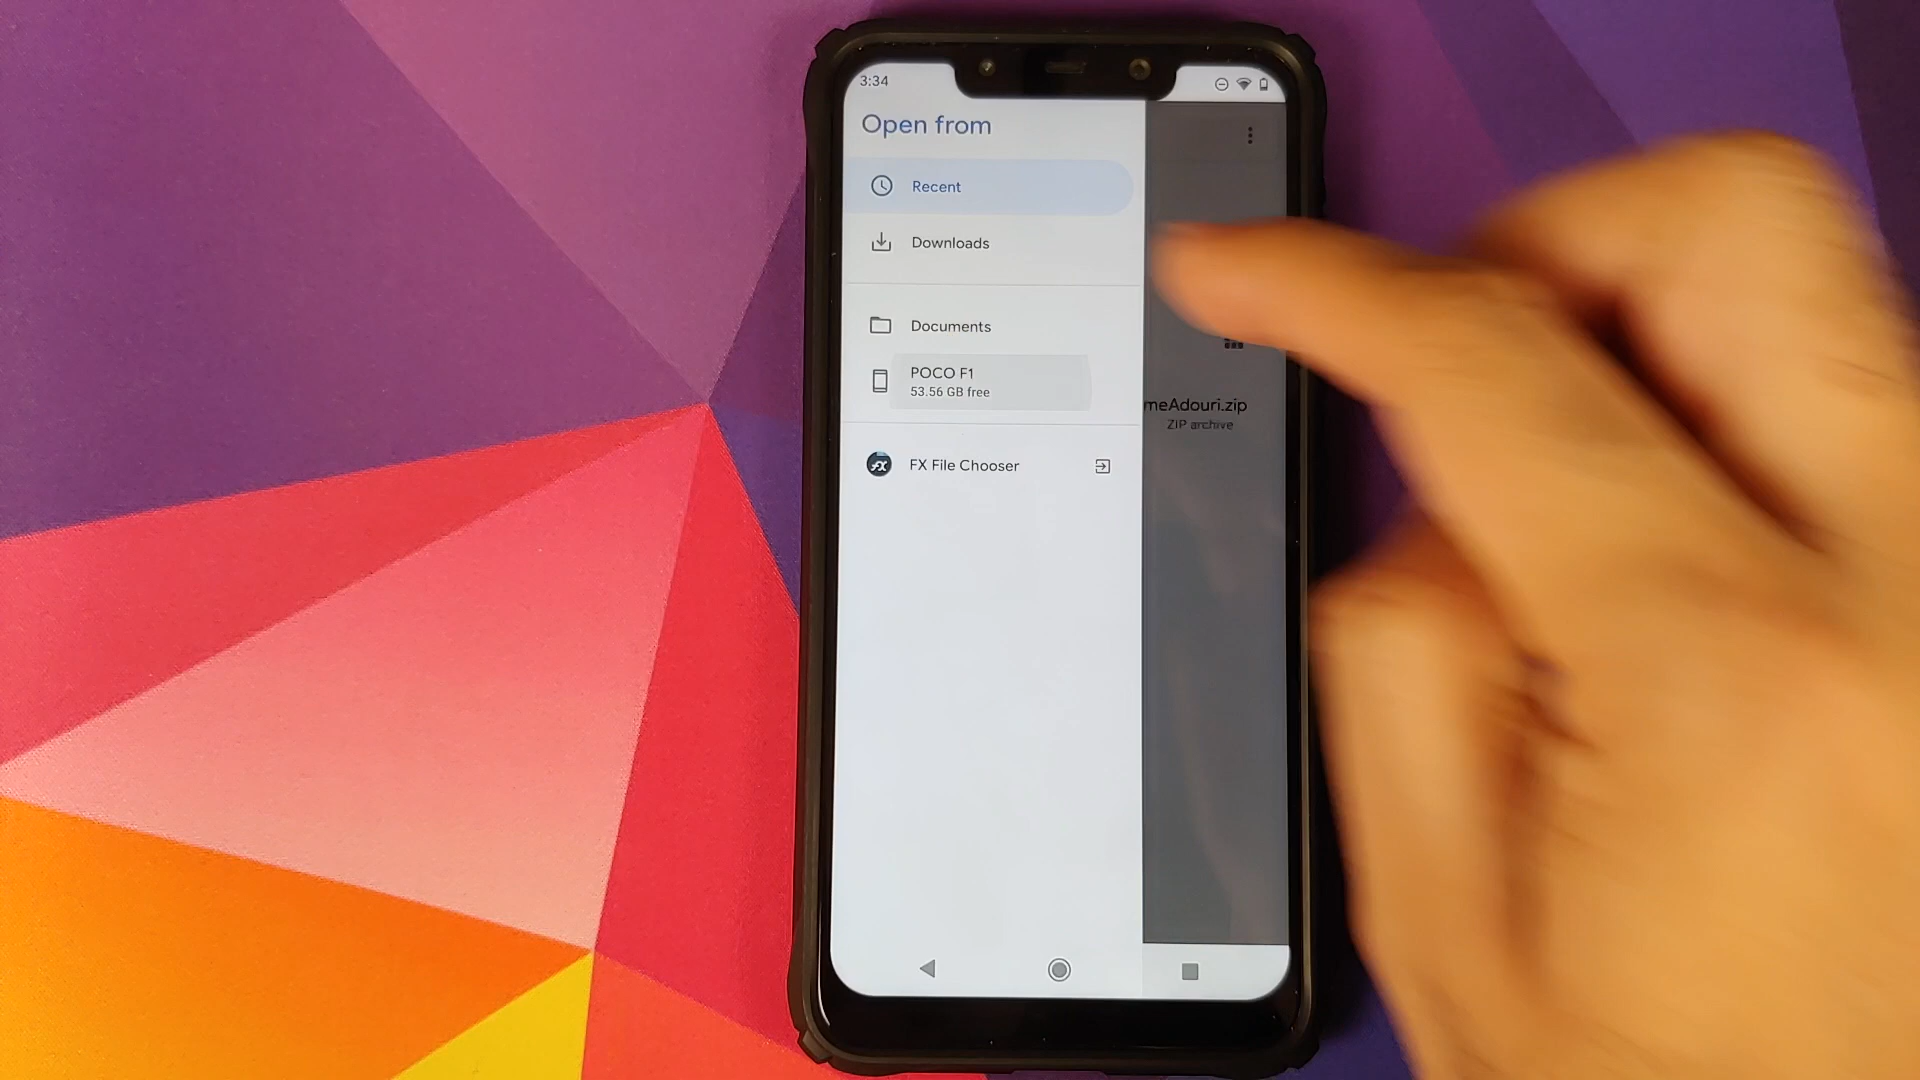 3:34
Open from
Recent
Downloads
Documents
POCO F1
53.56 GB free
FX File Chooser
meAdouri.zip
ZIP archive